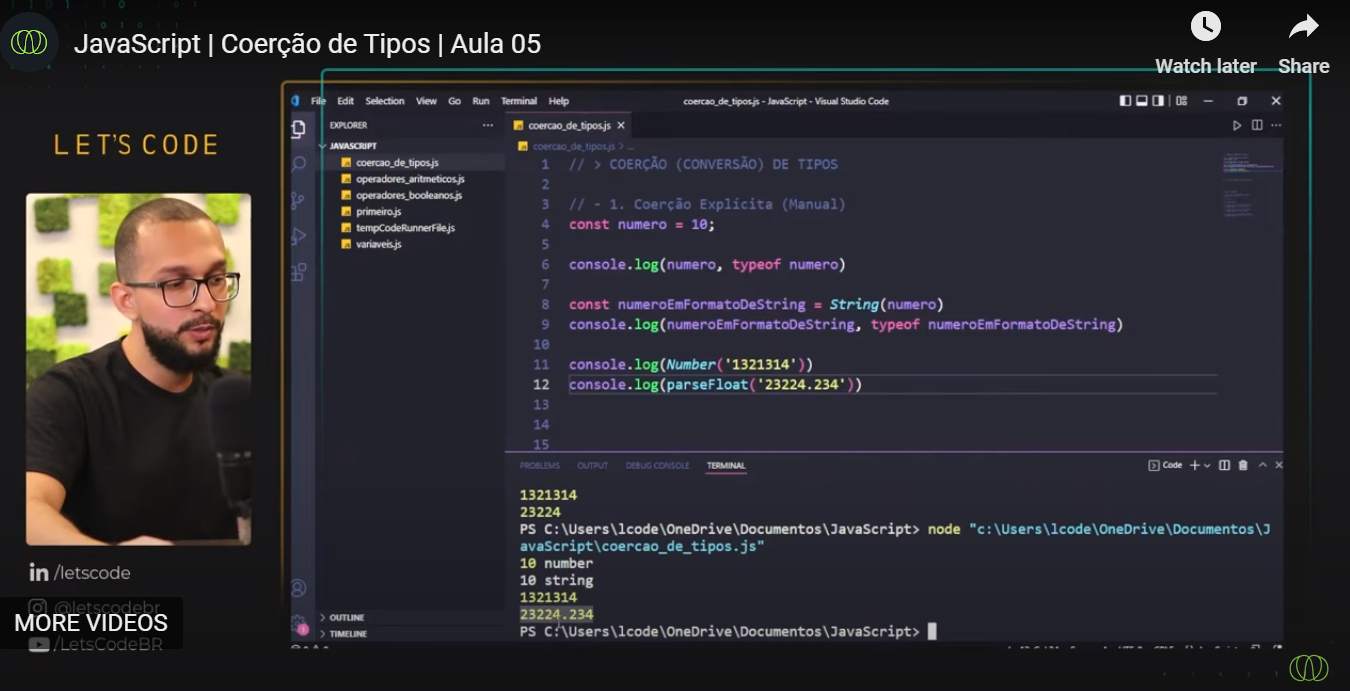 JavaScript | Coerção de Tipos | Aula 05
Watch later
Share
LET'S CODE
File Edit Selection View Go Run Terminal Help
coercao_de_tipos.js - JavaScript - Visual Studio Code
EXPLORER
JAVASCRIPT
coercao_de_tipos.js
operadores_aritmeticos.js
operadores_booleanos.js
primeiro.js
tempCodeRunnerFile.js
variaveis.js
OUTLINE
TIMELINE
coercao_de_tipos.js
coercao_de_tipos.js > ...
1 // > COERÇÃO (CONVERSÃO) DE TIPOS
2
3 // - 1. Coerção Explícita (Manual)
4 const numero = 10;
5
6 console.log(numero, typeof numero)
7
8 const numeroEmFormatoDeString = String(numero)
9 console.log(numeroEmFormatoDeString, typeof numeroEmFormatoDeString)
10
11 console.log(Number('1321314'))
12 console.log(parseFloat('23224.234'))
13
14
15
PROBLEMS OUTPUT DEBUG CONSOLE TERMINAL
Code
1321314
23224
PS C:\Users\lcode\OneDrive\Documentos\JavaScript> node "c:\Users\lcode\OneDrive\Documentos\J
avaScript\coercao_de_tipos.js"
10 number
10 string
1321314
23224.234
PS C:\Users\lcode\OneDrive\Documentos\JavaScript>
in /letscode
@letscodebr
MORE VIDEOS
/LetsCodeBR